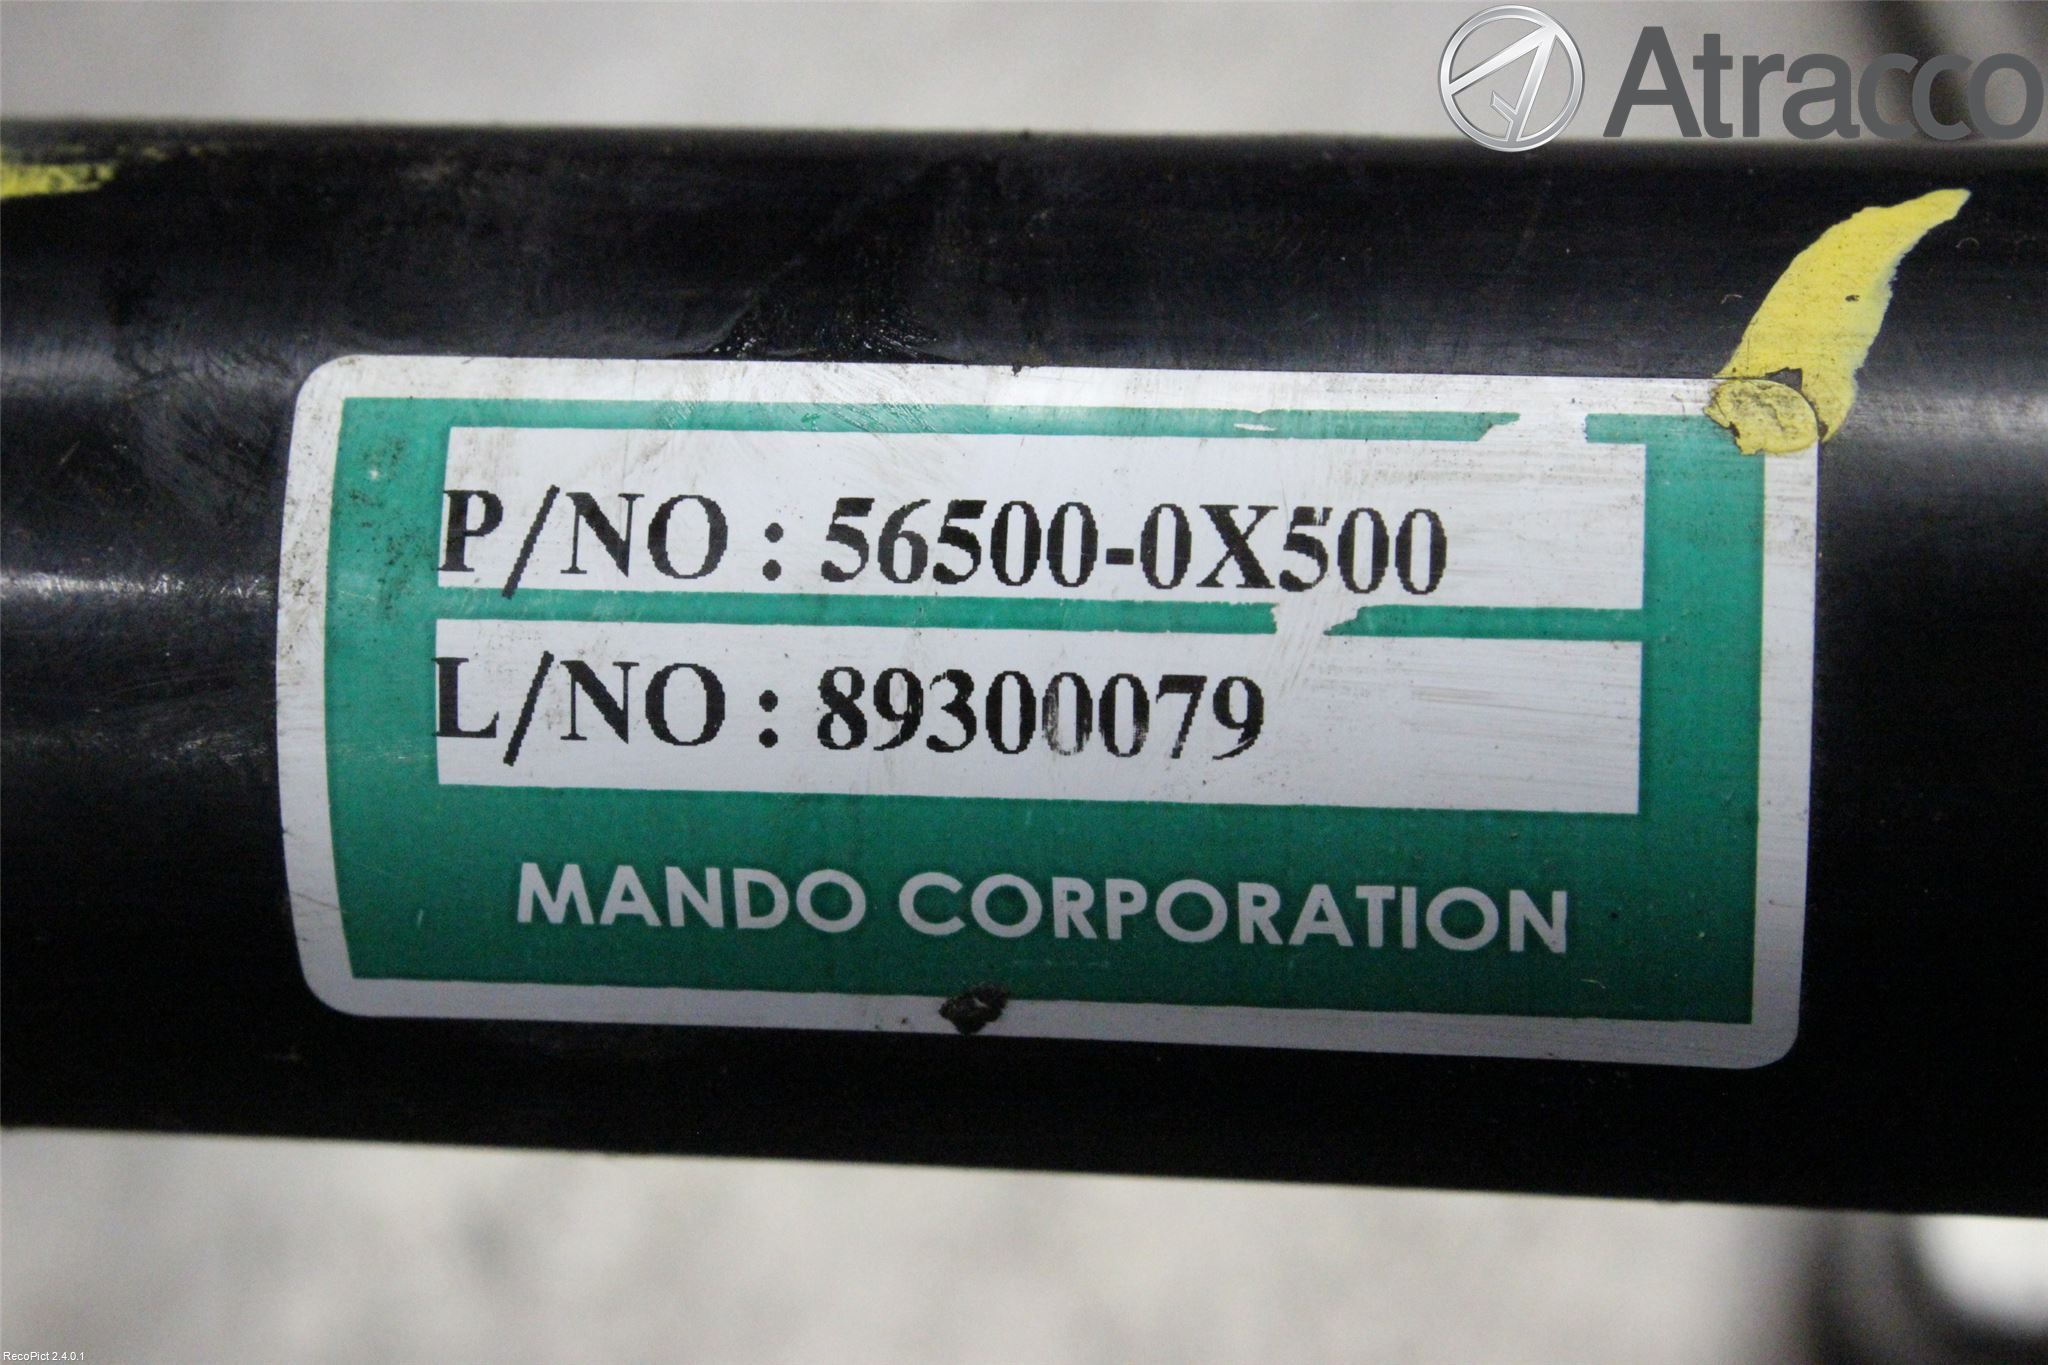 Atracco
P/NO : 56500-0X500
L/NO : 89300079
MANDO CORPORATION
RecoPict 2.4.0.1